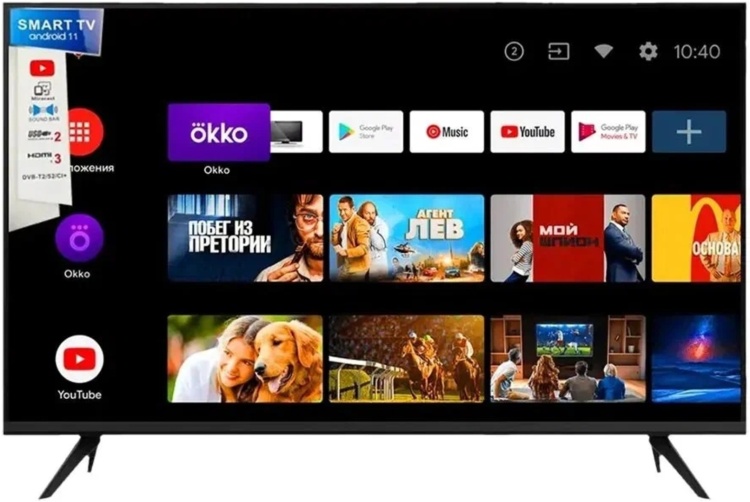 SMART TV
android 11
Miracast
SOUND BAR
USB 2
HDMI 3
DVB-T2/S2/CI+
2
10:40
ökko
Google Play
Store
Music
YouTube
Google Play
Movies & TV
+
ложения
Okko
ПОБЕГ ИЗ
ПРЕТОРИИ
АГЕНТ
ЛЕВ
МОЙ
ШПИОН
ОСНОВА
Okko
YouTube